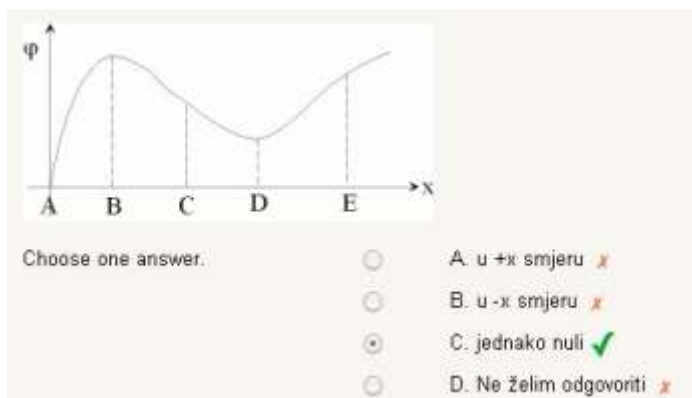 φ
x
A B C D E
Choose one answer.
A. u +x smjeru x
B. u -x smjeru x
C. jednako nuli ✓
D. Ne želim odgovoriti x